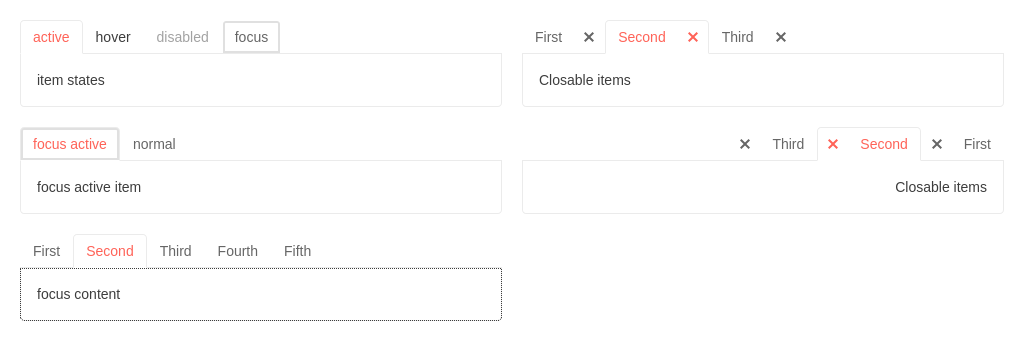 active hover disabled focus
item states
First ✕ Second ✕ Third ✕
Closable items
focus active normal
focus active item
✕ Third ✕ Second ✕ First
Closable items
First Second Third Fourth Fifth
focus content